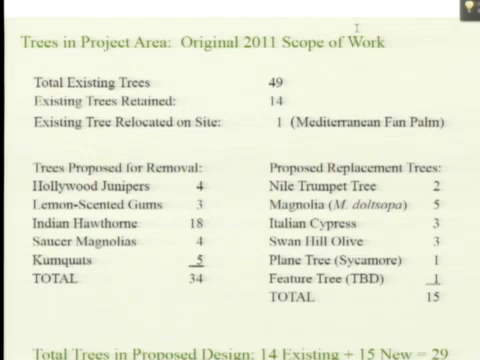 Trees in Project Area: Original 2011 Scope of Work
Total Existing Trees 49
Existing Trees Retained: 14
Existing Tree Relocated on Site: 1 (Mediterranean Fan Palm)
Trees Proposed for Removal:
Hollywood Junipers 4
Lemon-Scented Gums 3
Indian Hawthorne 18
Saucer Magnolias 4
Kumquats 5
TOTAL 34
Proposed Replacement Trees:
Nile Trumpet Tree 2
Magnolia (M. doltsopa) 5
Italian Cypress 3
Swan Hill Olive 3
Plane Tree (Sycamore) 1
Feature Tree (TBD) 1
TOTAL 15
Total Trees in Proposed Design: 14 Existing + 15 New = 29